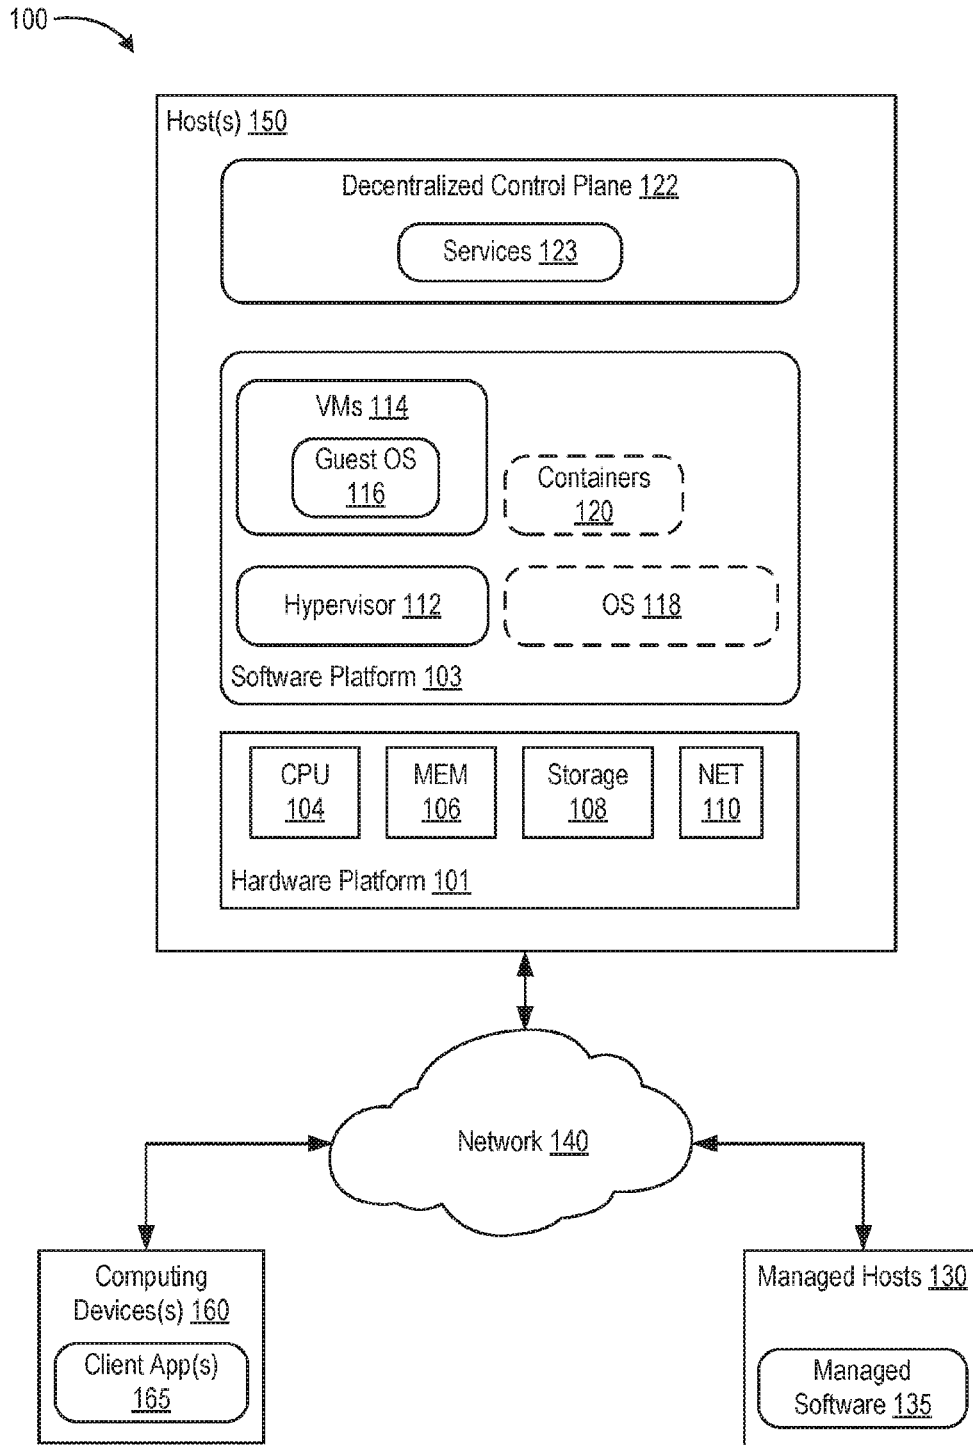 100
Host(s) 150
Decentralized Control Plane 122
Services 123
VMs 114
Guest OS
116
Containers
120
Hypervisor 112
OS 118
Software Platform 103
CPU
104
MEM
106
Storage
108
NET
110
Hardware Platform 101
Network 140
Computing
Devices(s) 160
Client App(s)
165
Managed Hosts 130
Managed
Software 135